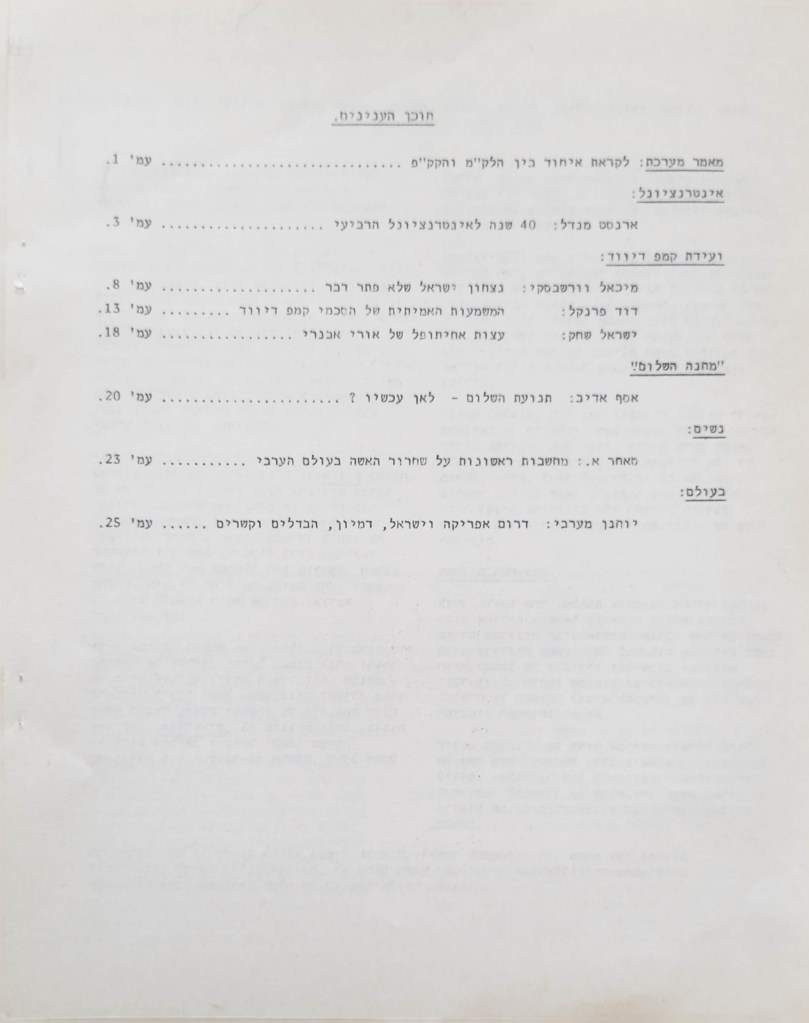 תוכן הענינים.
מאמר מערכת: לקראת איחוד בין הלק"מ והקק"פ .............................. עמ' 1.
אינטרנציונל:
ארנסט מנדל: 40 שנה לאינטרנציונל הרביעי ..................... עמ' 3.
ועידת קמפ דיוויד:
מיכאל וורשבסקי: נצחון ישראל שלא פתר דבר .................... עמ' 8.
דוד פרנקל: המשמעות האמיתית של הסכמי קמפ דיוויד ......... עמ' 13.
ישראל שחק: עצות אחיתופל של אורי אבנרי ................. עמ' 18.
"מחנה השלום"
אסף אדיב: תנועת השלום - לאן עכשיו ? ....................... עמ' 20.
נשים:
סאחר א.: מחשבות ראשונות על שחרור האשה בעולם הערבי ........... עמ' 23.
בעולם:
יוחנן מערבי: דרום אפריקה וישראל, דמיון, הבדלים וקשרים ...... עמ' 25.